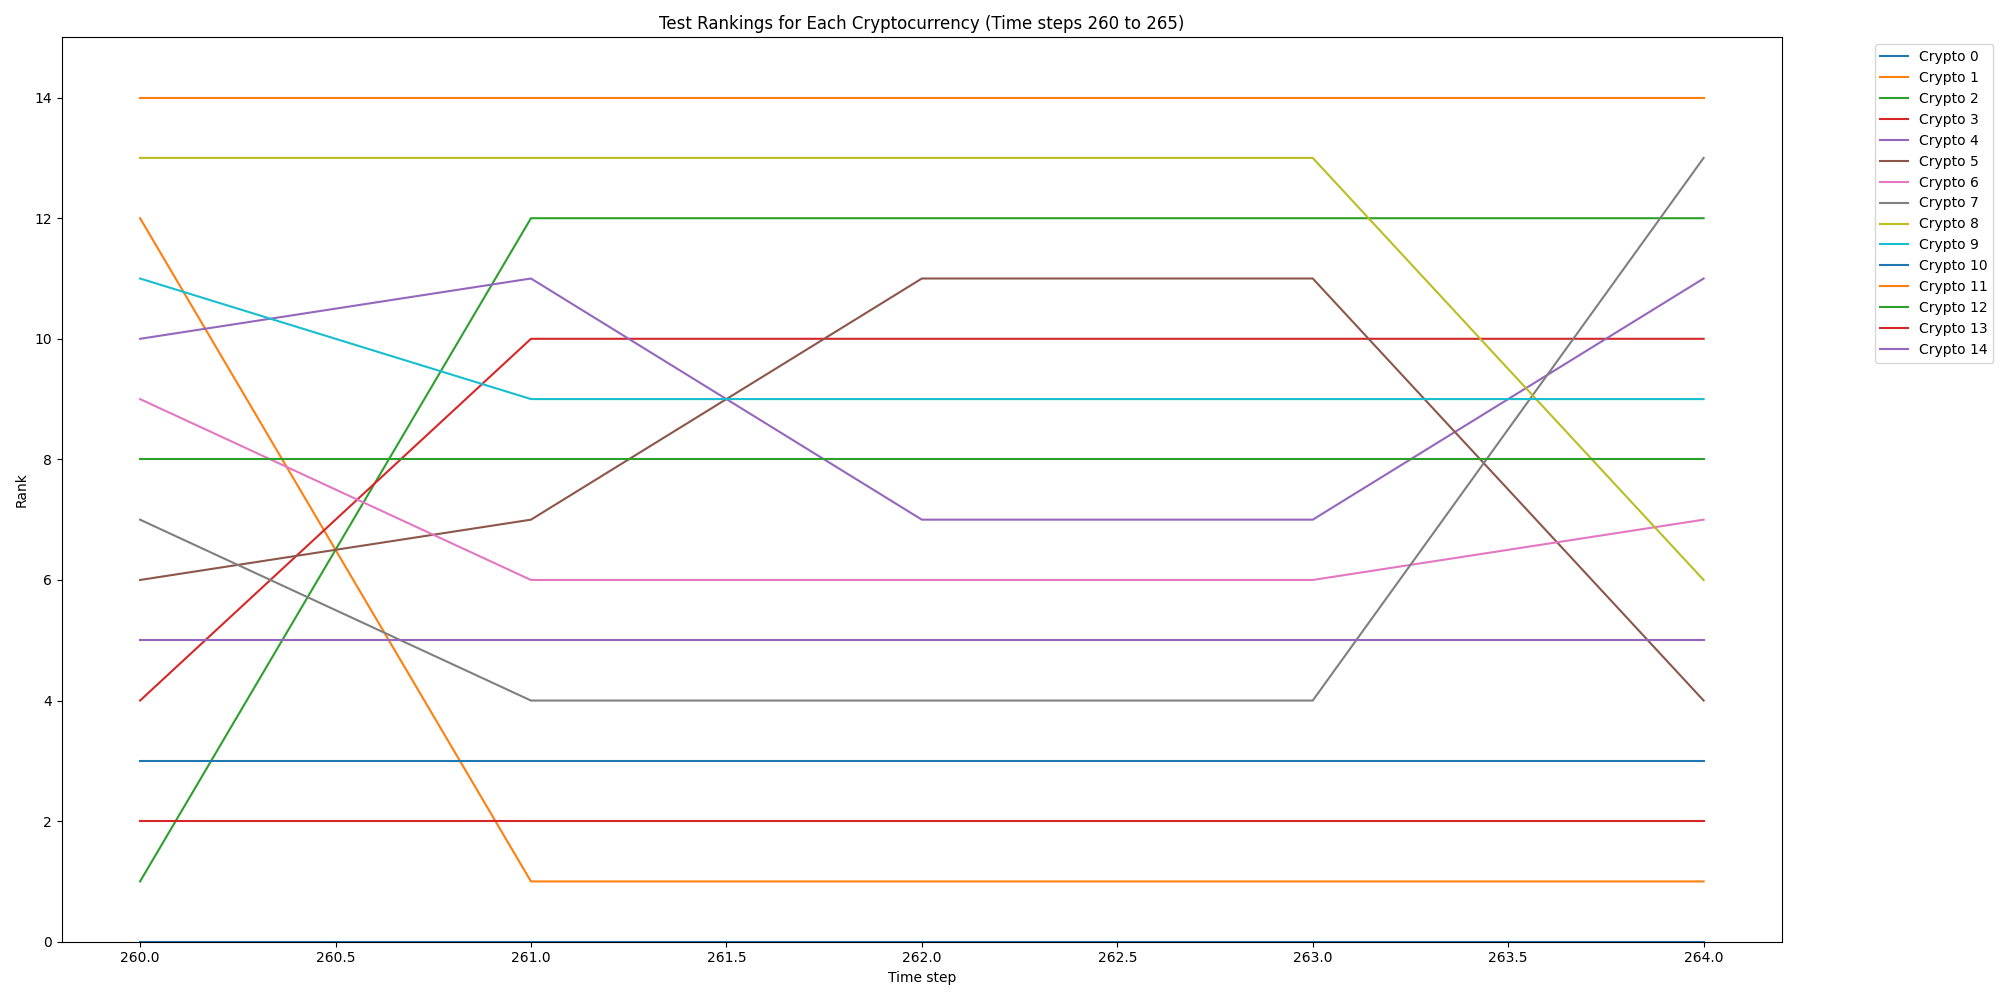 Test Rankings for Each Cryptocurrency (Time steps 260 to 265)
14
12
10
8
6
4
2
0
Rank
260.0
260.5
261.0
261.5
262.0
262.5
263.0
263.5
264.0
Time step
Crypto 0
Crypto 1
Crypto 2
Crypto 3
Crypto 4
Crypto 5
Crypto 6
Crypto 7
Crypto 8
Crypto 9
Crypto 10
Crypto 11
Crypto 12
Crypto 13
Crypto 14